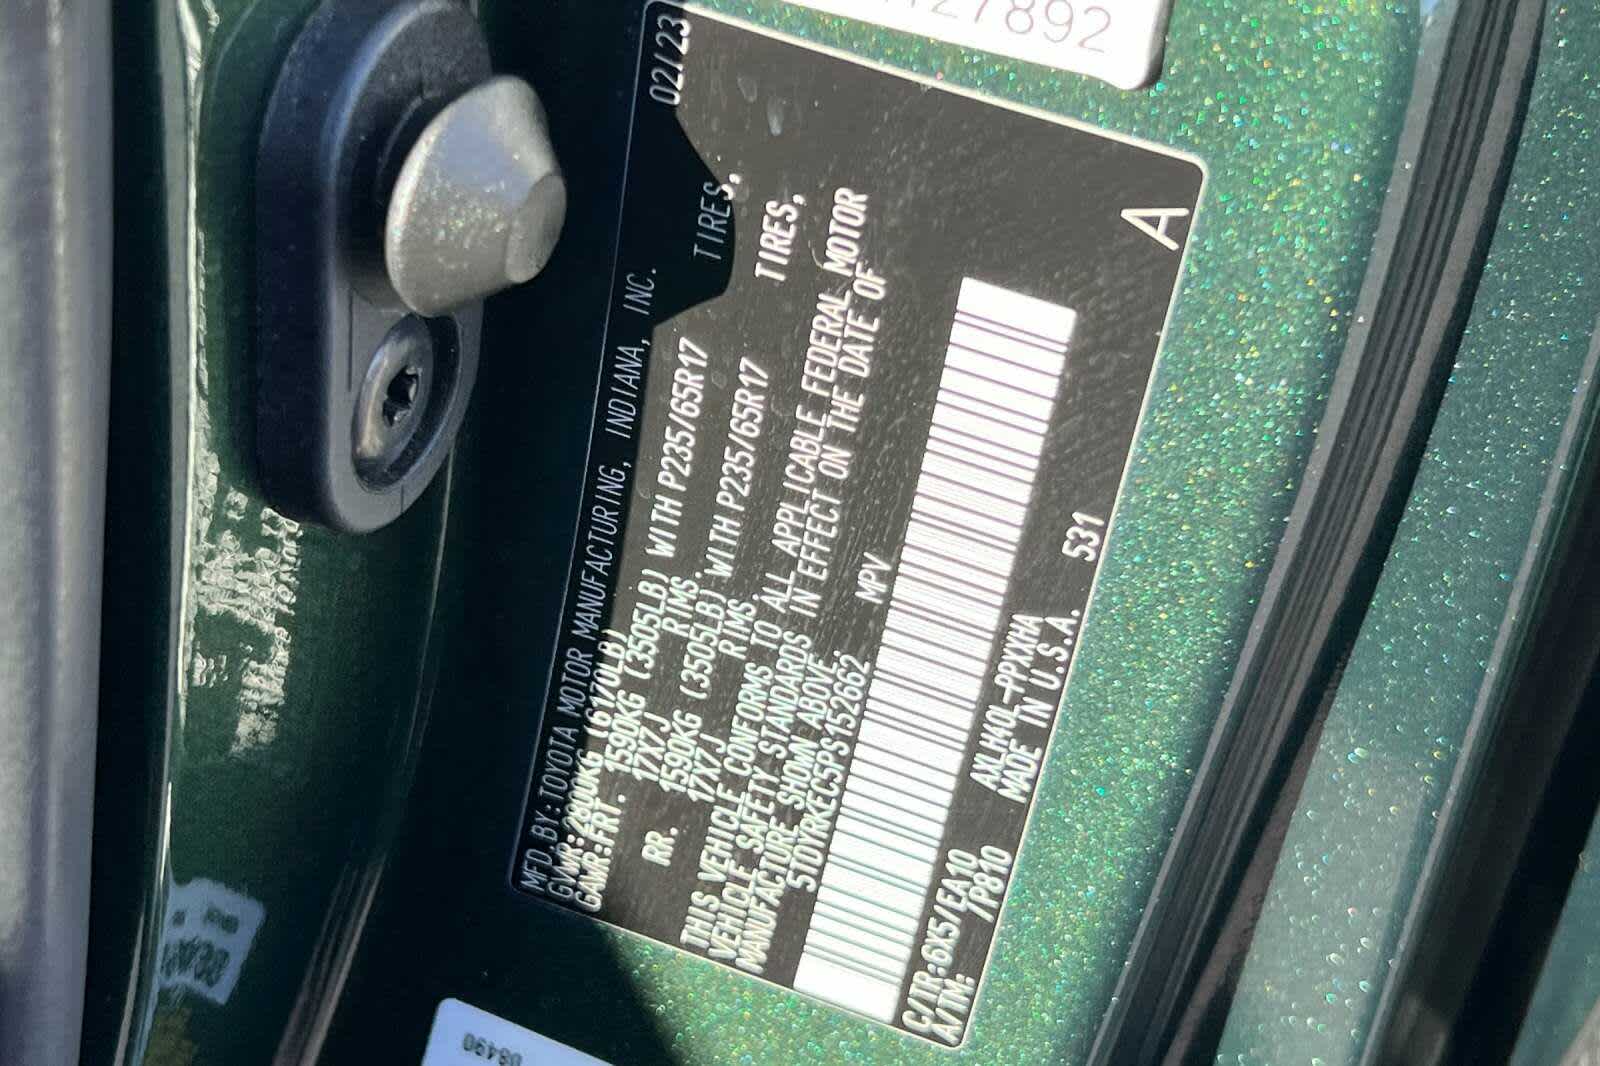 27892
MFD.BY:TOYOTA MOTOR MANUFACTURING, INDIANA, INC. 02/23
GVWR:2800KG (6170LB)
GAWR:FRT. 1590KG (3505LB) WITH P235/65R17 TIRES,
17X7J RIMS.
RR. 1590KG (3505LB) WITH P235/65R17 TIRES,
17X7J RIMS.
THIS VEHICLE CONFORMS TO ALL APPLICABLE FEDERAL MOTOR
VEHICLE SAFETY STANDARDS IN EFFECT ON THE DATE OF
MANUFACTURE SHOWN ABOVE.
5TDYRKEC5PS152662 MPV
C/TR:6X5/EA10 AXLH40L-PPXXHA
A/TM: /P810 MADE IN U.S.A. 531 A
08490